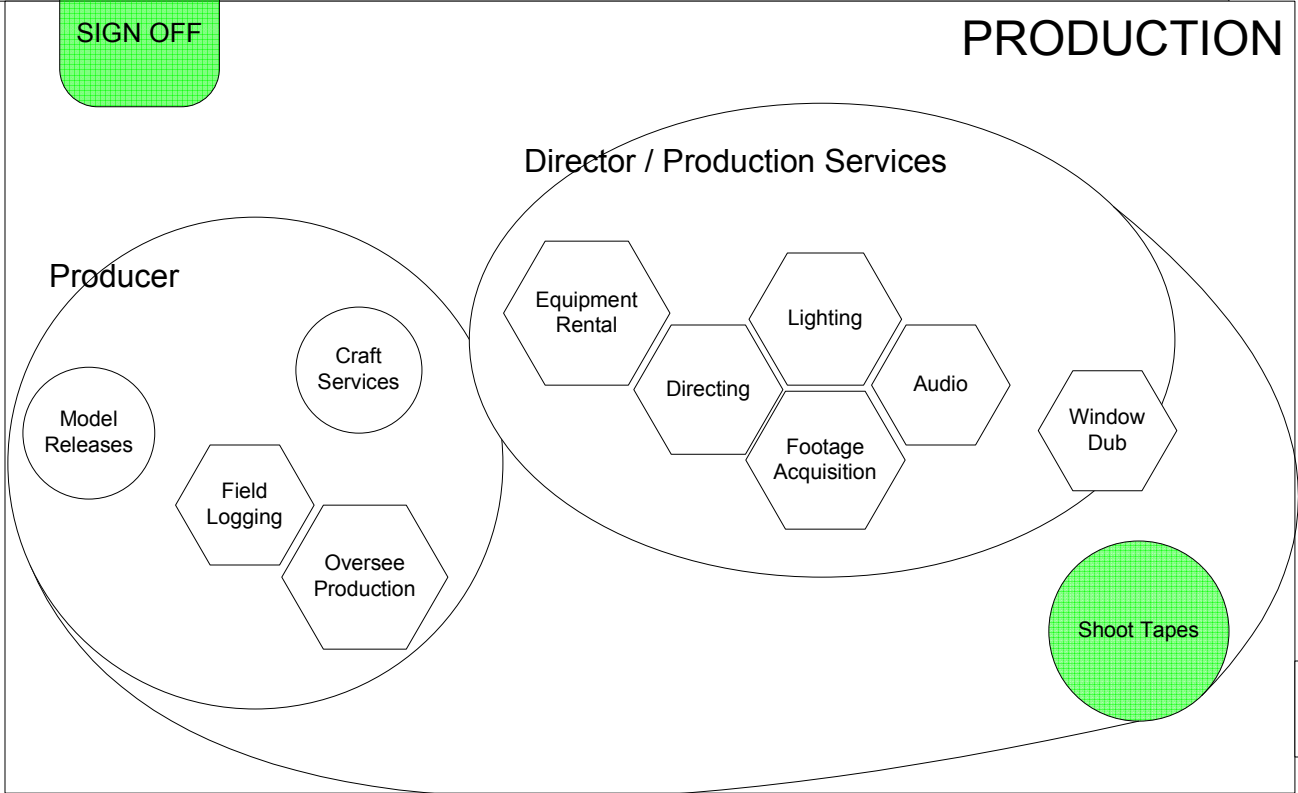 SIGN OFF
PRODUCTION
Director / Production Services
Producer
Equipment
Rental
Lighting
Directing
Audio
Footage
Acquisition
Window
Dub
Craft
Services
Model
Releases
Field
Logging
Oversee
Production
Shoot Tapes